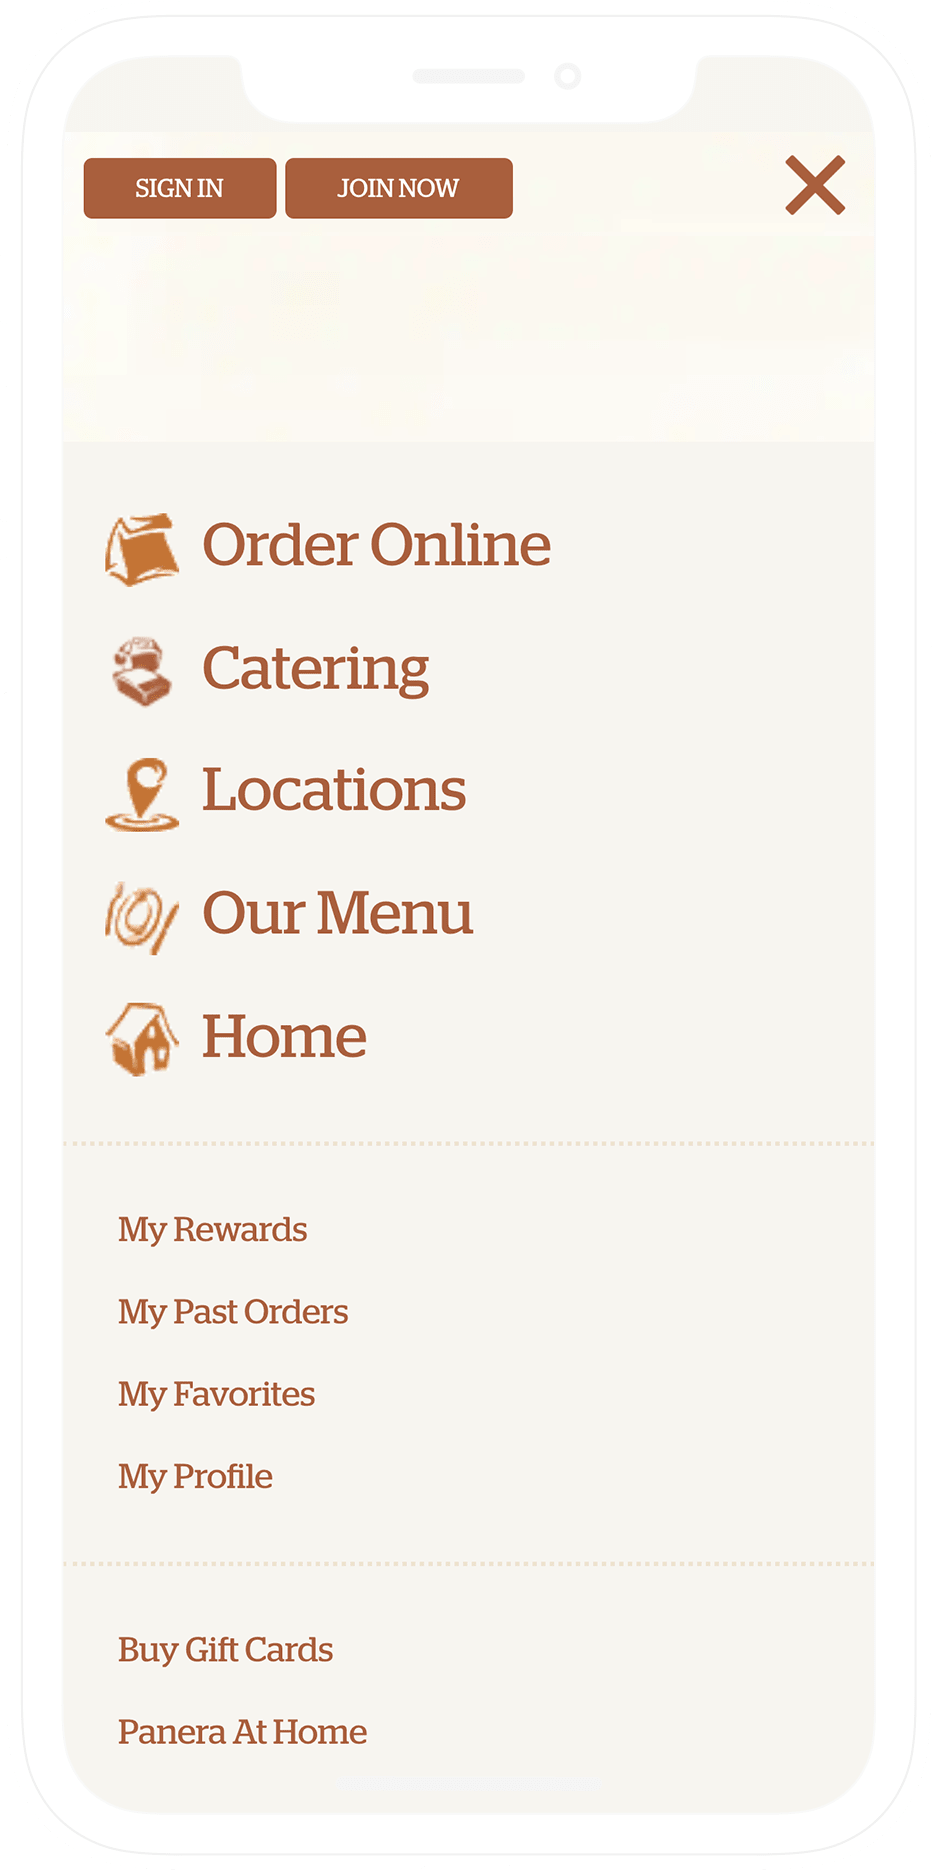 SIGN IN
JOIN NOW
Order Online
Catering
Locations
Our Menu
Home
My Rewards
My Past Orders
My Favorites
My Profile
Buy Gift Cards
Panera At Home